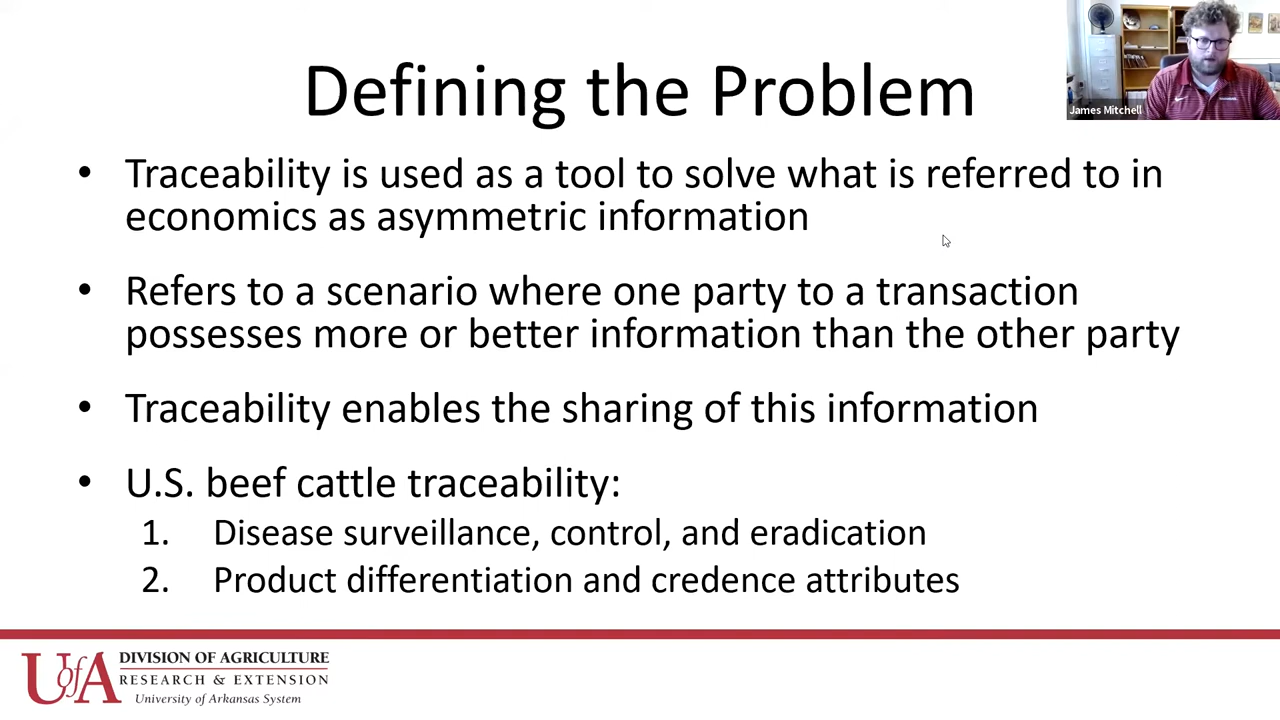 Defining the Problem
James Mitchell
• Traceability is used as a tool to solve what is referred to in
economics as asymmetric information
• Refers to a scenario where one party to a transaction
possesses more or better information than the other party
• Traceability enables the sharing of this information
• U.S. beef cattle traceability:
1. Disease surveillance, control, and eradication
2. Product differentiation and credence attributes
UofA
DIVISION OF AGRICULTURE
RESEARCH & EXTENSION
University of Arkansas System